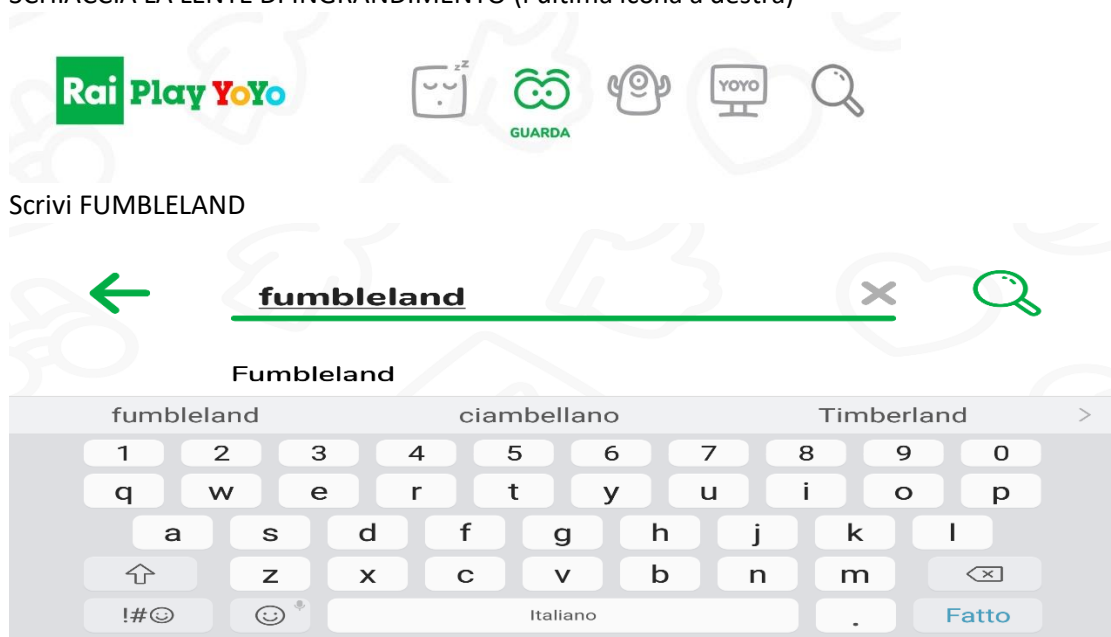 SCHIACCIA LA LENTE DI INGRANDIMENTO (l'ultima icona a destra)
Rai Play YoYo
zZ
YOYO
GUARDA
Scrivi FUMBLELAND
fumbleland
Fumbleland
fumbleland ciambellano Timberland >
1 2 3 4 5 6 7 8 9 0
q w e r t y u i o p
a s d f g h j k l
z x c v b n m
!#☺ Italiano . Fatto